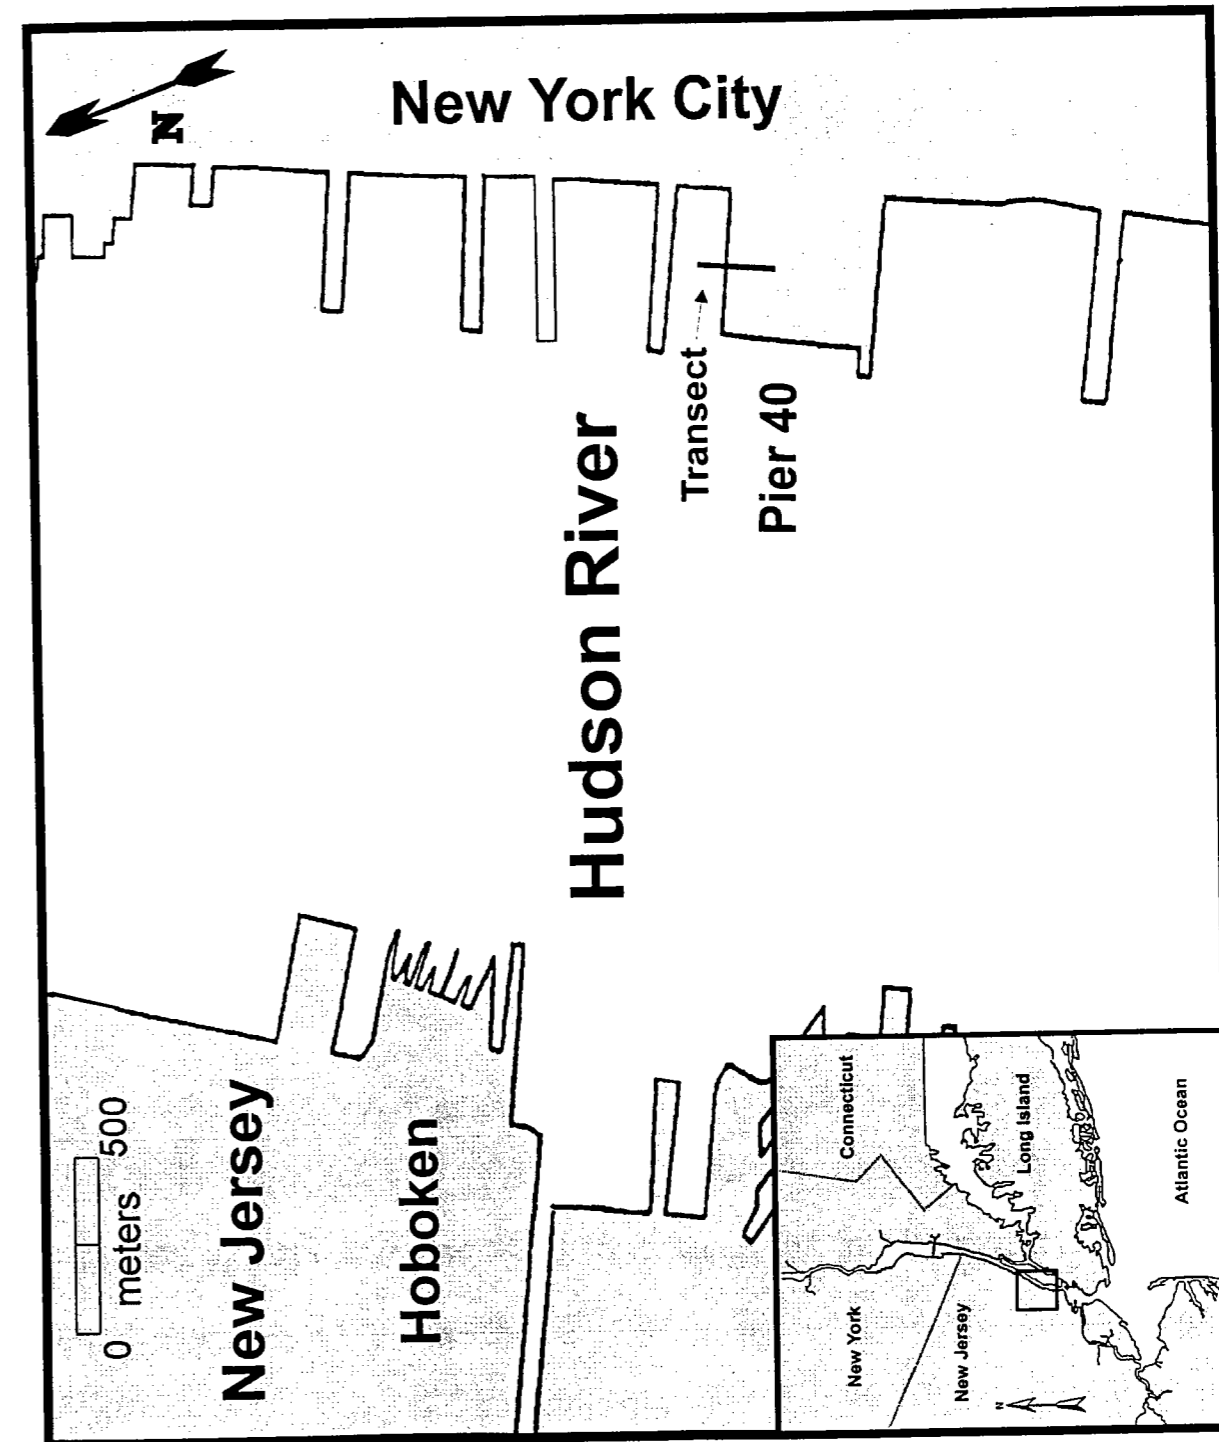 N
New York City
Transect
Pier 40
Hudson River
0 meters 500
New Jersey
Hoboken
Connecticut
Long Island
Atlantic Ocean
New York
New Jersey
N